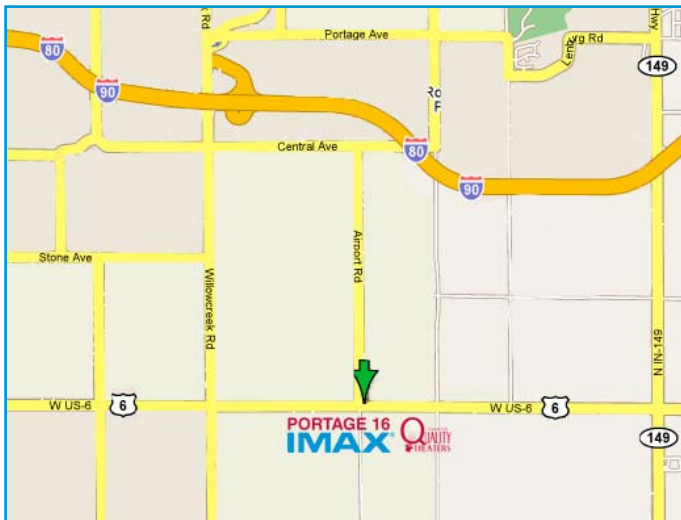 Rd
Portage Ave
Hwy
80
149
90
Central Ave
80
90
Stone Ave
Airport Rd
Willowcreek Rd
N IN-149
W US-6
6
W US-6
6
PORTAGE 16
IMAX®
QUALITY
THEATERS
149